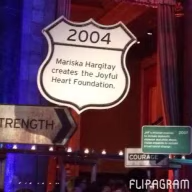 2004
Mariska Hargitay
creates the Joyful
Heart Foundation.
STRENGTH
COURAGE
FLIPAGRAM